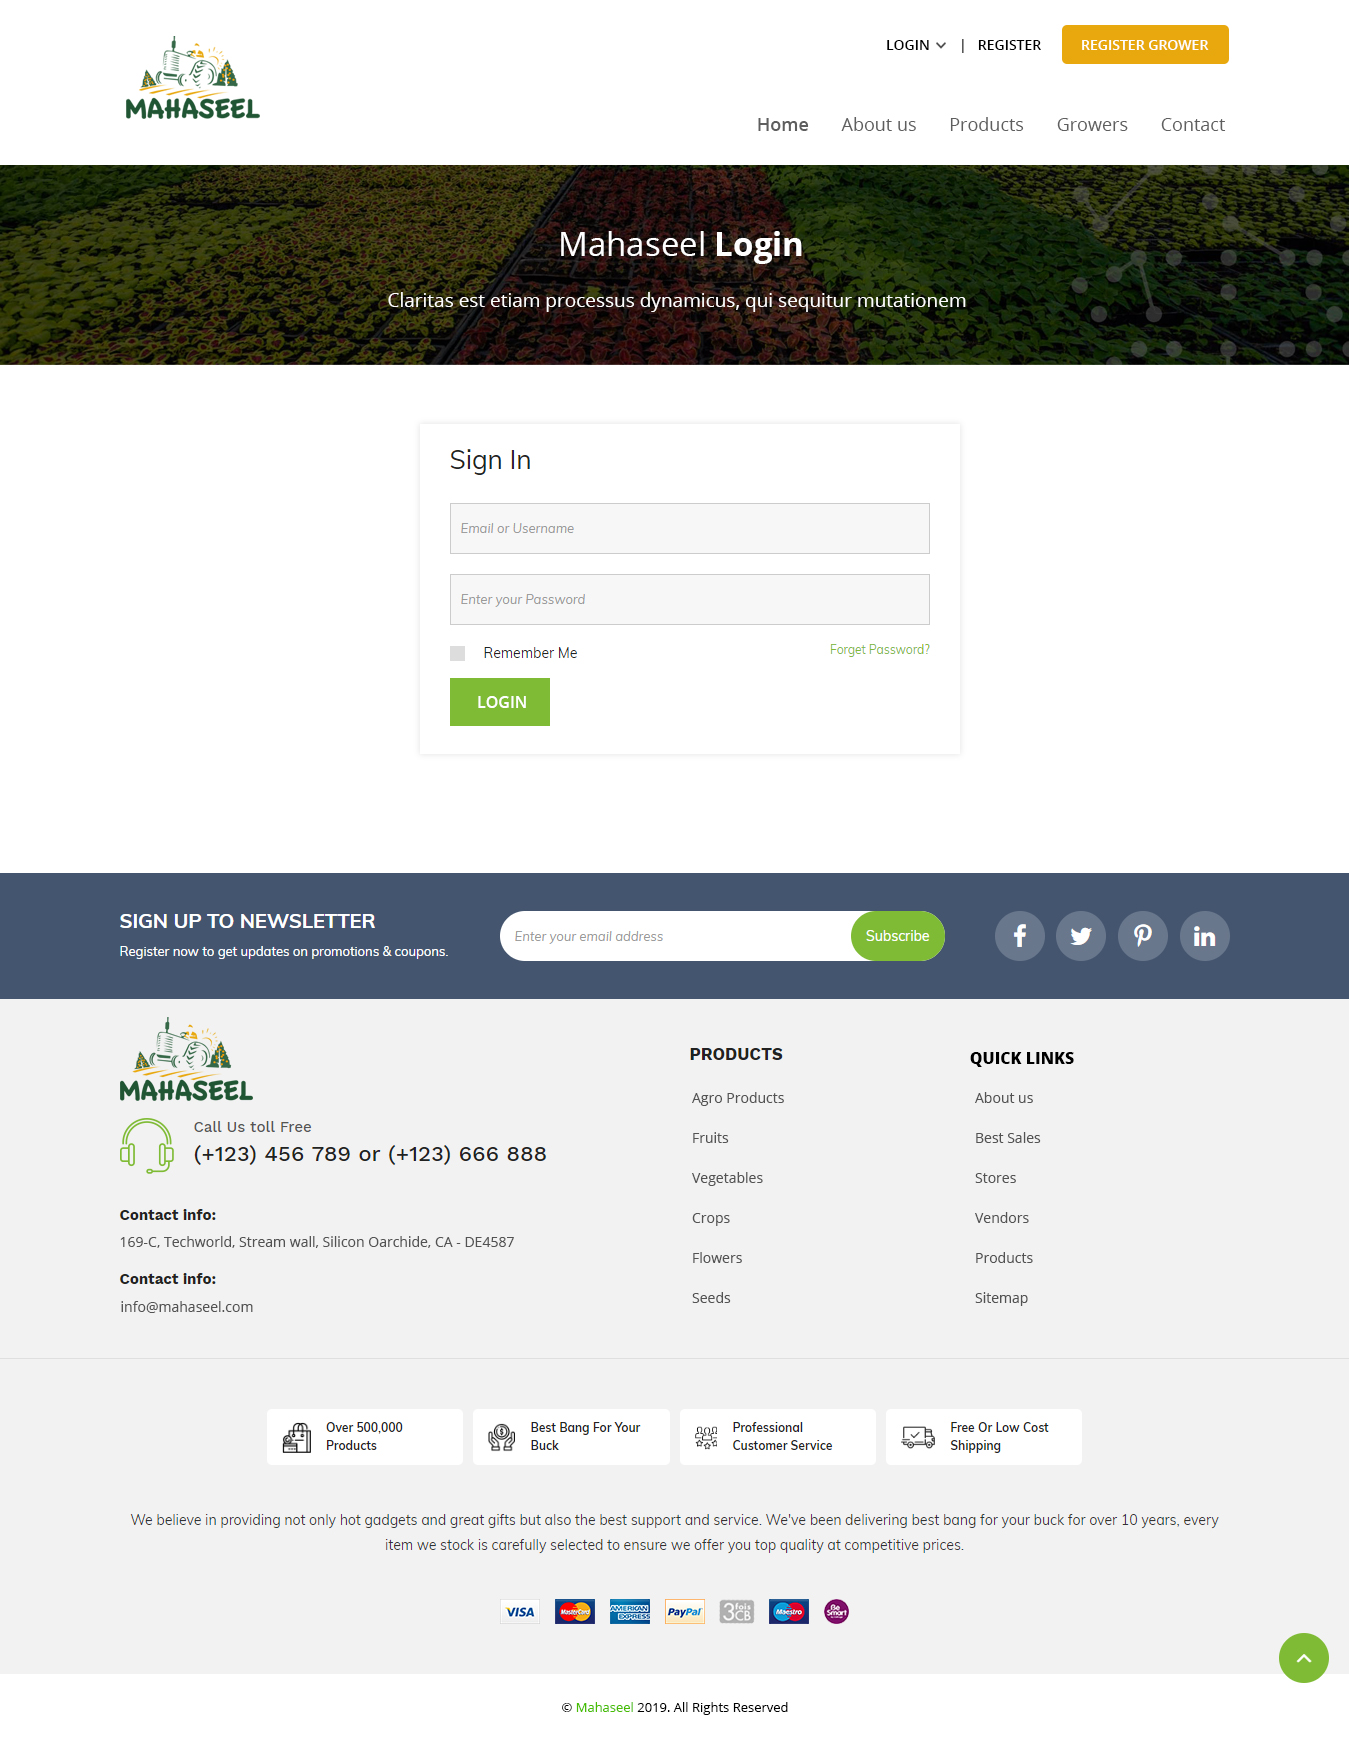 LOGIN | REGISTER REGISTER GROWER
MAHASEEL
Home About us Products Growers Contact
Mahaseel Login
Claritas est etiam processus dynamicus, qui sequitur mutationem
Sign In
Email or Username
Enter your Password
Remember Me Forget Password?
LOGIN
SIGN UP TO NEWSLETTER
Register now to get updates on promotions & coupons.
Enter your email address Subscribe
MAHASEEL
Call Us toll Free
(+123) 456 789 or (+123) 666 888
Contact info:
169-C, Techworld, Stream wall, Silicon Oarchide, CA - DE4587
Contact info:
info@mahaseel.com
PRODUCTS
Agro Products
Fruits
Vegetables
Crops
Flowers
Seeds
QUICK LINKS
About us
Best Sales
Stores
Vendors
Products
Sitemap
Over 500,000
Products
Best Bang For Your
Buck
Professional
Customer Service
Free Or Low Cost
Shipping
We believe in providing not only hot gadgets and great gifts but also the best support and service. We've been delivering best bang for your buck for over 10 years, every
item we stock is carefully selected to ensure we offer you top quality at competitive prices.
VISA
MasterCard
AMERICAN
EXPRESS
PayPal
3 fois
CB
Maestro
Be
Smart
© Mahaseel 2019. All Rights Reserved